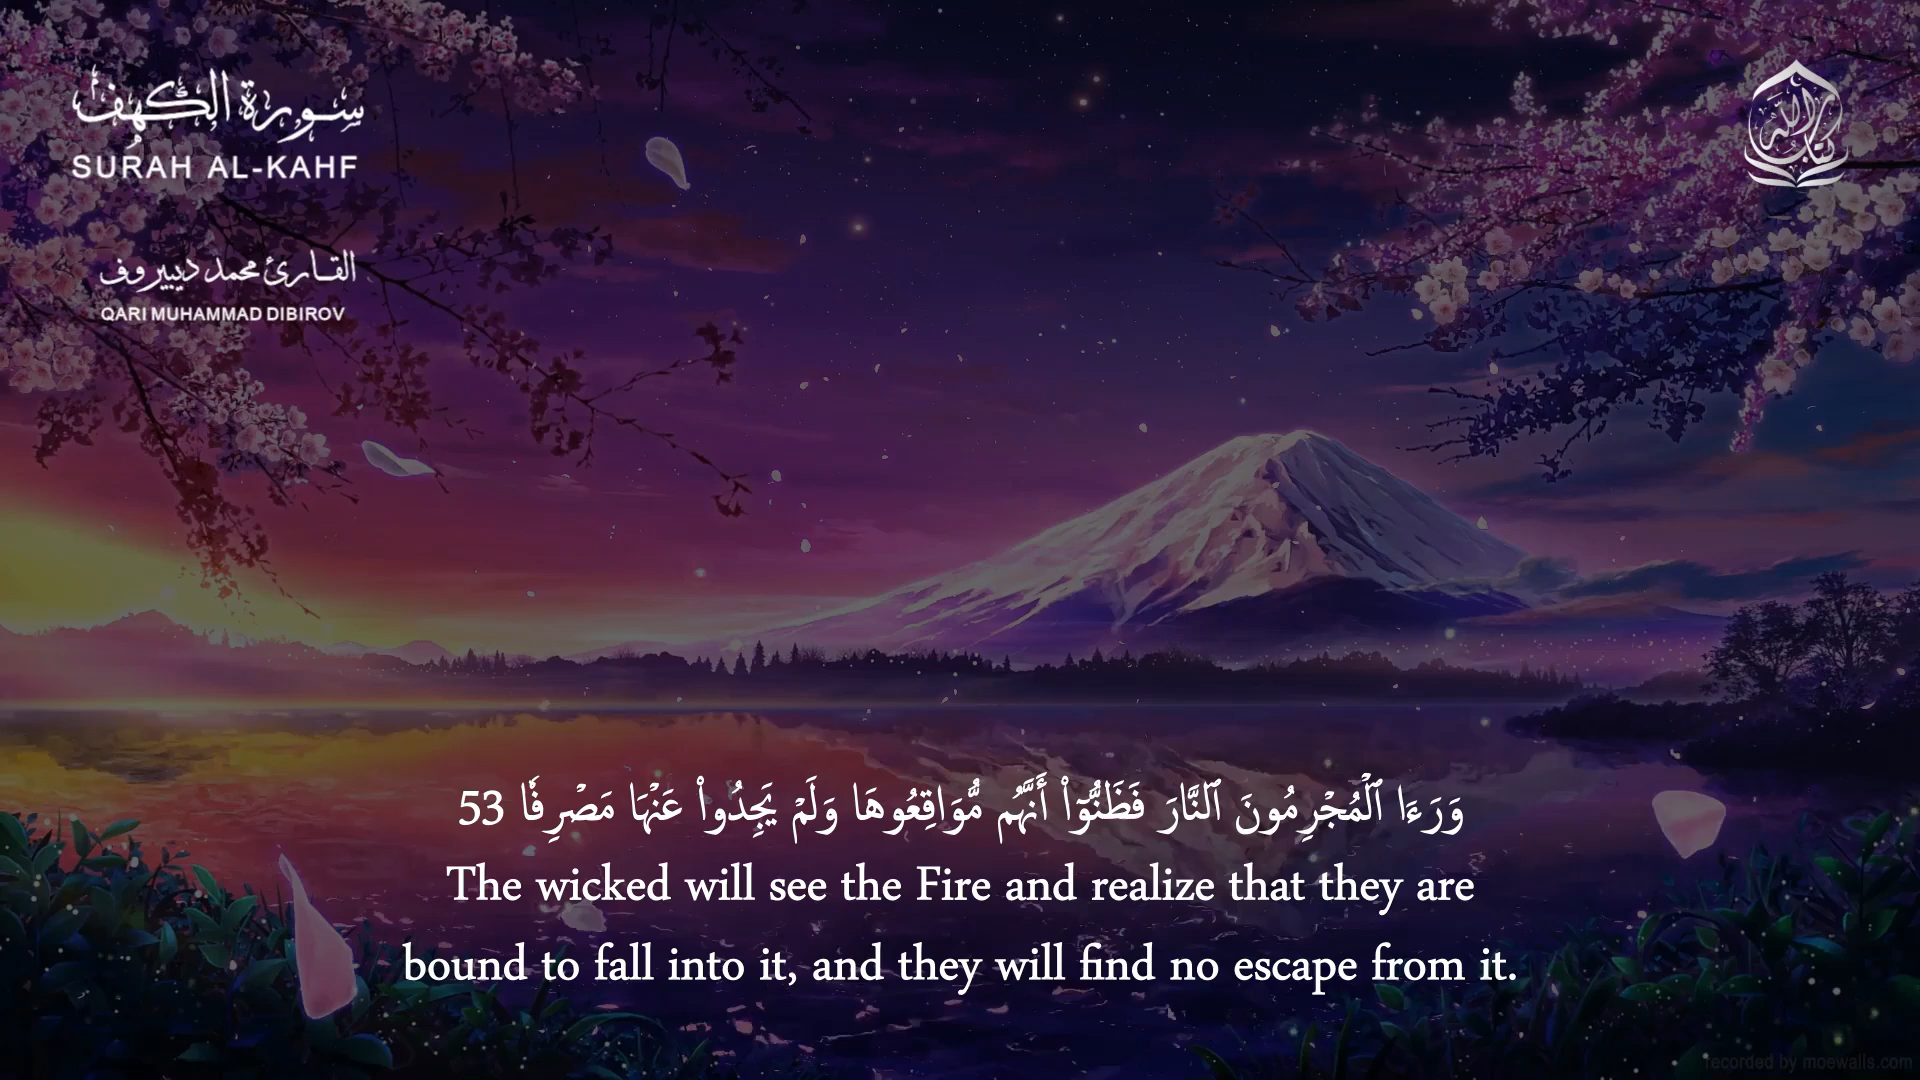 سورة الكهف
SURAH AL-KAHF
القارئ محمد ديبيروف
QARI MUHAMMAD DIBIROV
كتاب الله
وَرَءَا ٱلْمُجْرِمُونَ ٱلنَّارَ فَظَنُّوٓا۟ أَنَّهُم مُّوَاقِعُوهَا وَلَمْ يَجِدُوا۟ عَنْهَا مَصْرِفًا 53
The wicked will see the Fire and realize that they are
bound to fall into it, and they will find no escape from it.
recorded by moewalls.com